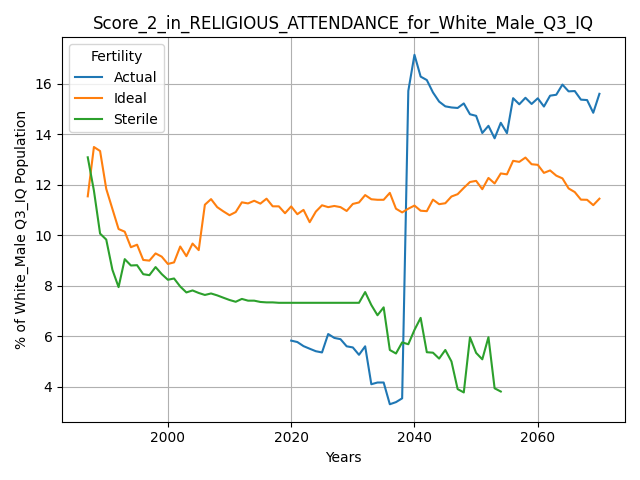 Score_2_in_RELIGIOUS_ATTENDANCE_for_White_Male_Q3_IQ
Fertility
Actual
Ideal
Sterile
% of White_Male Q3_IQ Population
16
14
12
10
8
6
4
2000
2020
2040
2060
Years